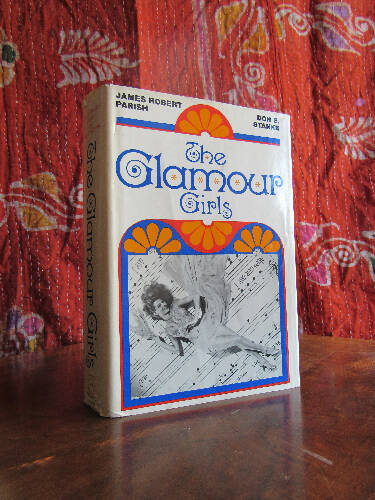 JAMES ROBERT
PARISH
DON E.
STANKE
The
Glamour
Girls
The Glamour Girls